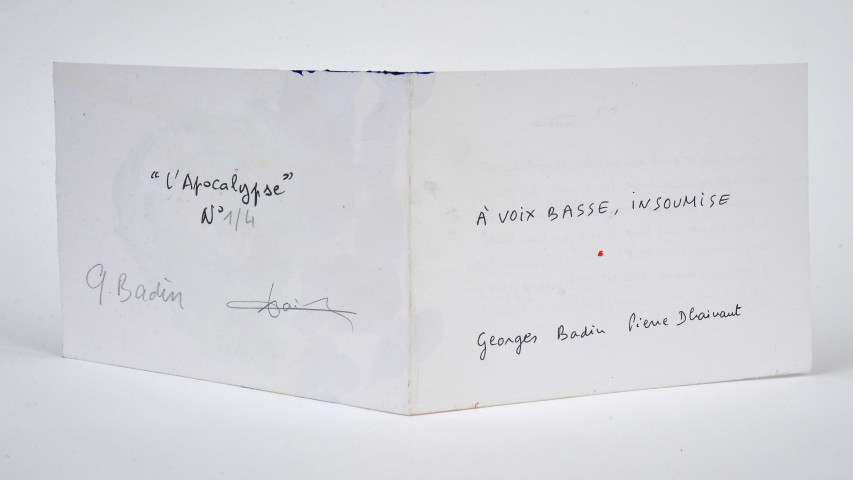 “L'Apocalypse”
N° 1/4
G. Badin
À VOIX BASSE, INSOUMISE
Georges Badin Pierre Dhainaut